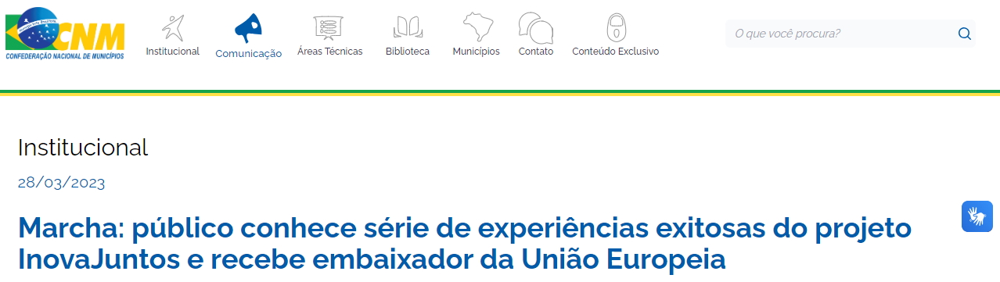 CNM
CONFEDERAÇÃO NACIONAL DE MUNICÍPIOS
Institucional
Comunicação
Áreas Técnicas
Biblioteca
Municípios
Contato
Conteúdo Exclusivo
O que você procura?
Institucional
28/03/2023
Marcha: público conhece série de experiências exitosas do projeto
InovaJuntos e recebe embaixador da União Europeia